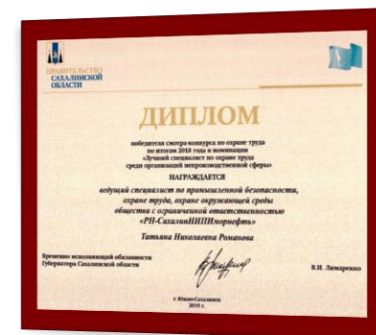 ПРАВИТЕЛЬСТВО
САХАЛИНСКОЙ
ОБЛАСТИ
ДИПЛОМ
победителя смотра-конкурса по охране труда
по итогам 2018 года в номинации
«Лучший специалист по охране труда
среди организаций непроизводственной сферы»
НАГРАЖДАЕТСЯ
ведущий специалист по промышленной безопасности,
охране труда, охране окружающей среды
общества с ограниченной ответственностью
«РН-СахалинНИПИморнефть»
Татьяна Николаевна Романова
Временно исполняющий обязанности
Губернатора Сахалинской области
В.И. Лимаренко
г. Южно-Сахалинск
2019 г.